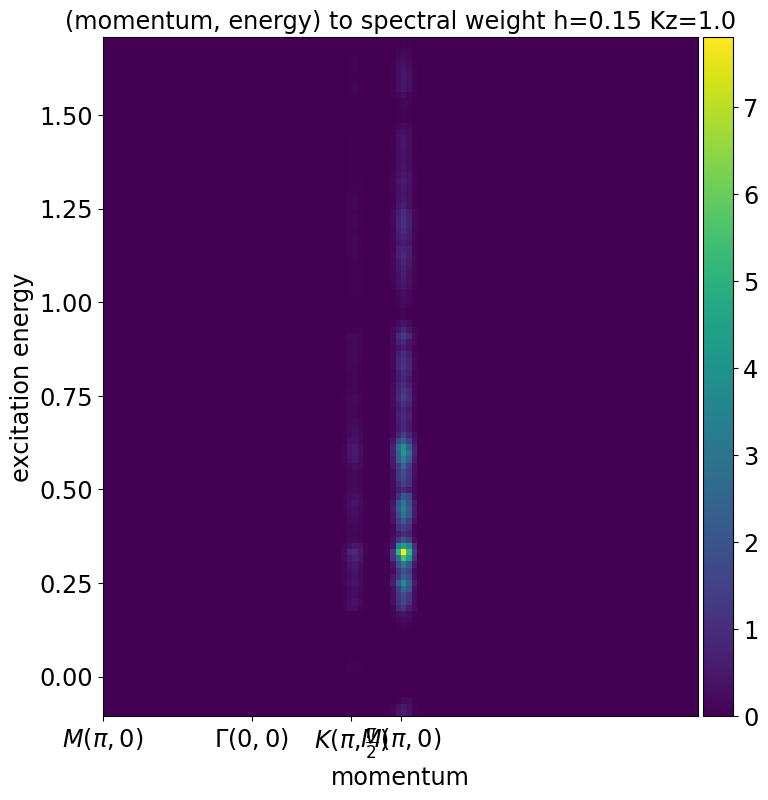 (momentum, energy) to spectral weight h=0.15 Kz=1.0
1.50
1.25
1.00
0.75
0.50
0.25
0.00
excitation energy
7
6
5
4
3
2
1
0
M(π, 0)
Γ(0, 0)
K(π, π/2)
M(π, 0)
momentum